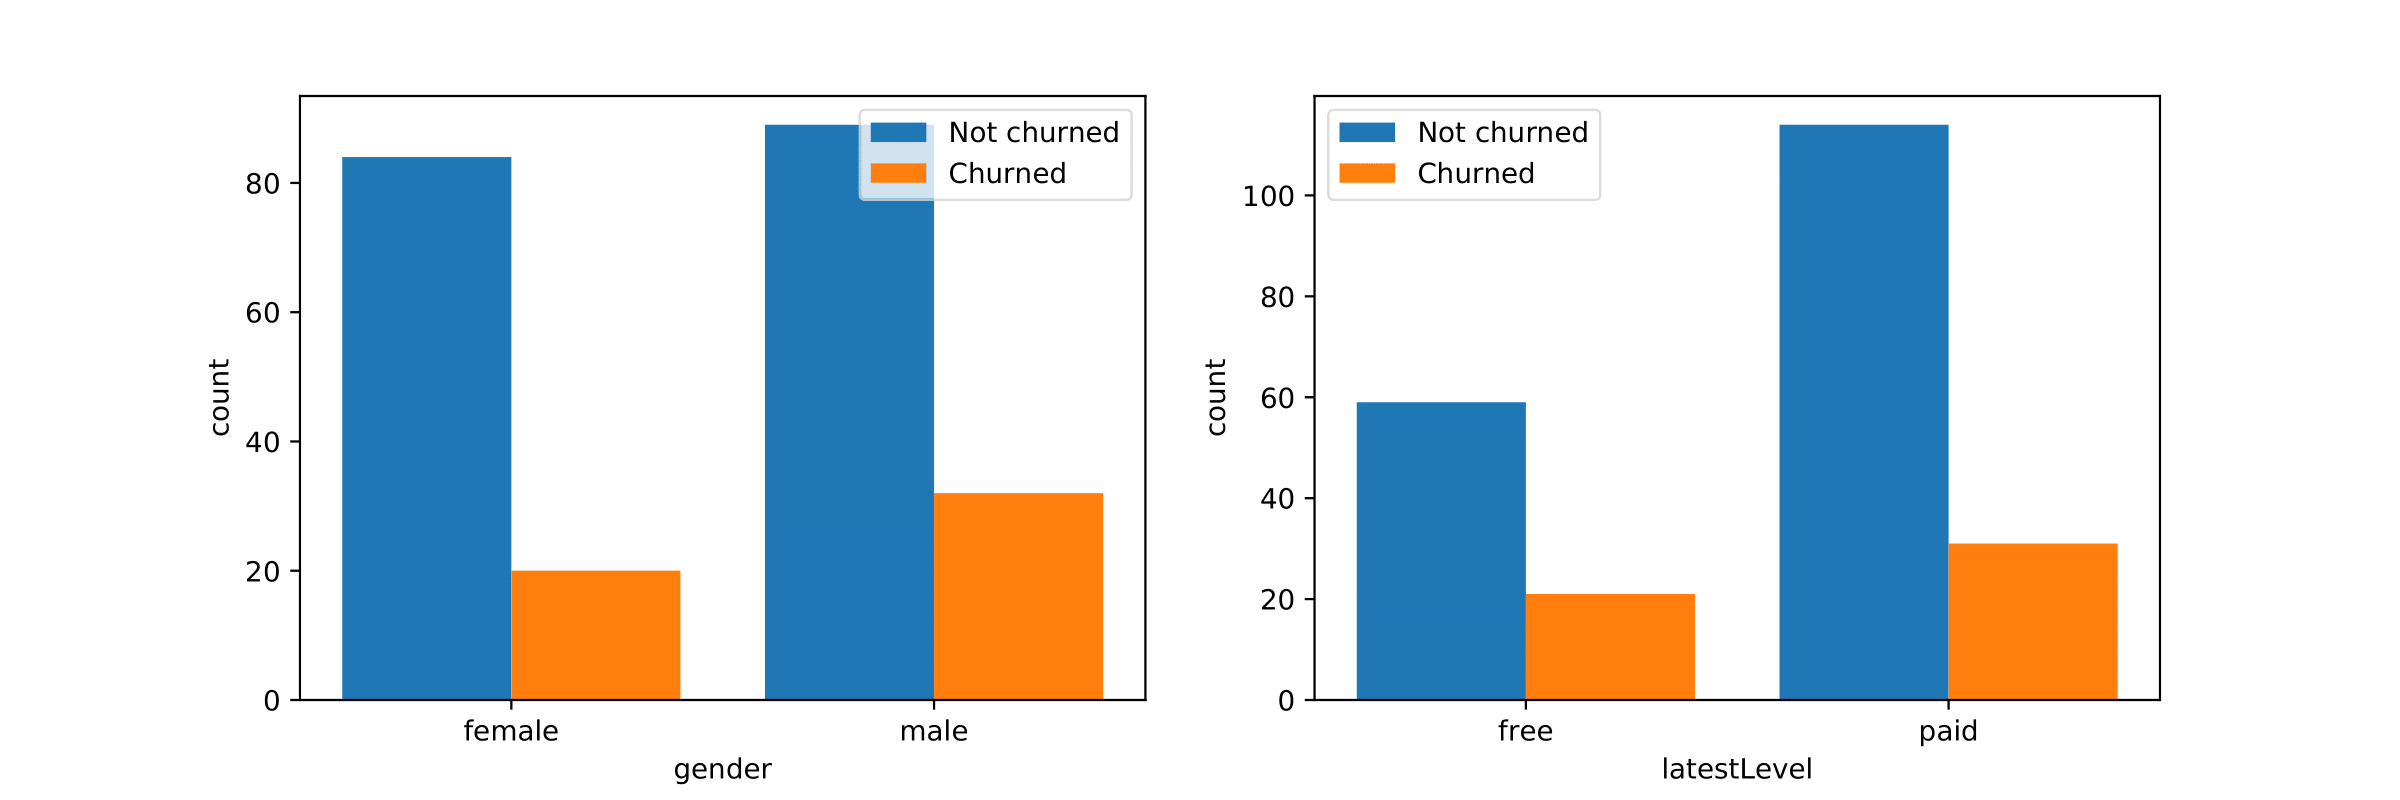 Not churned
Churned
80
60
40
20
0
count
female male
gender
Not churned
Churned
100
80
60
40
20
0
count
free paid
latestLevel